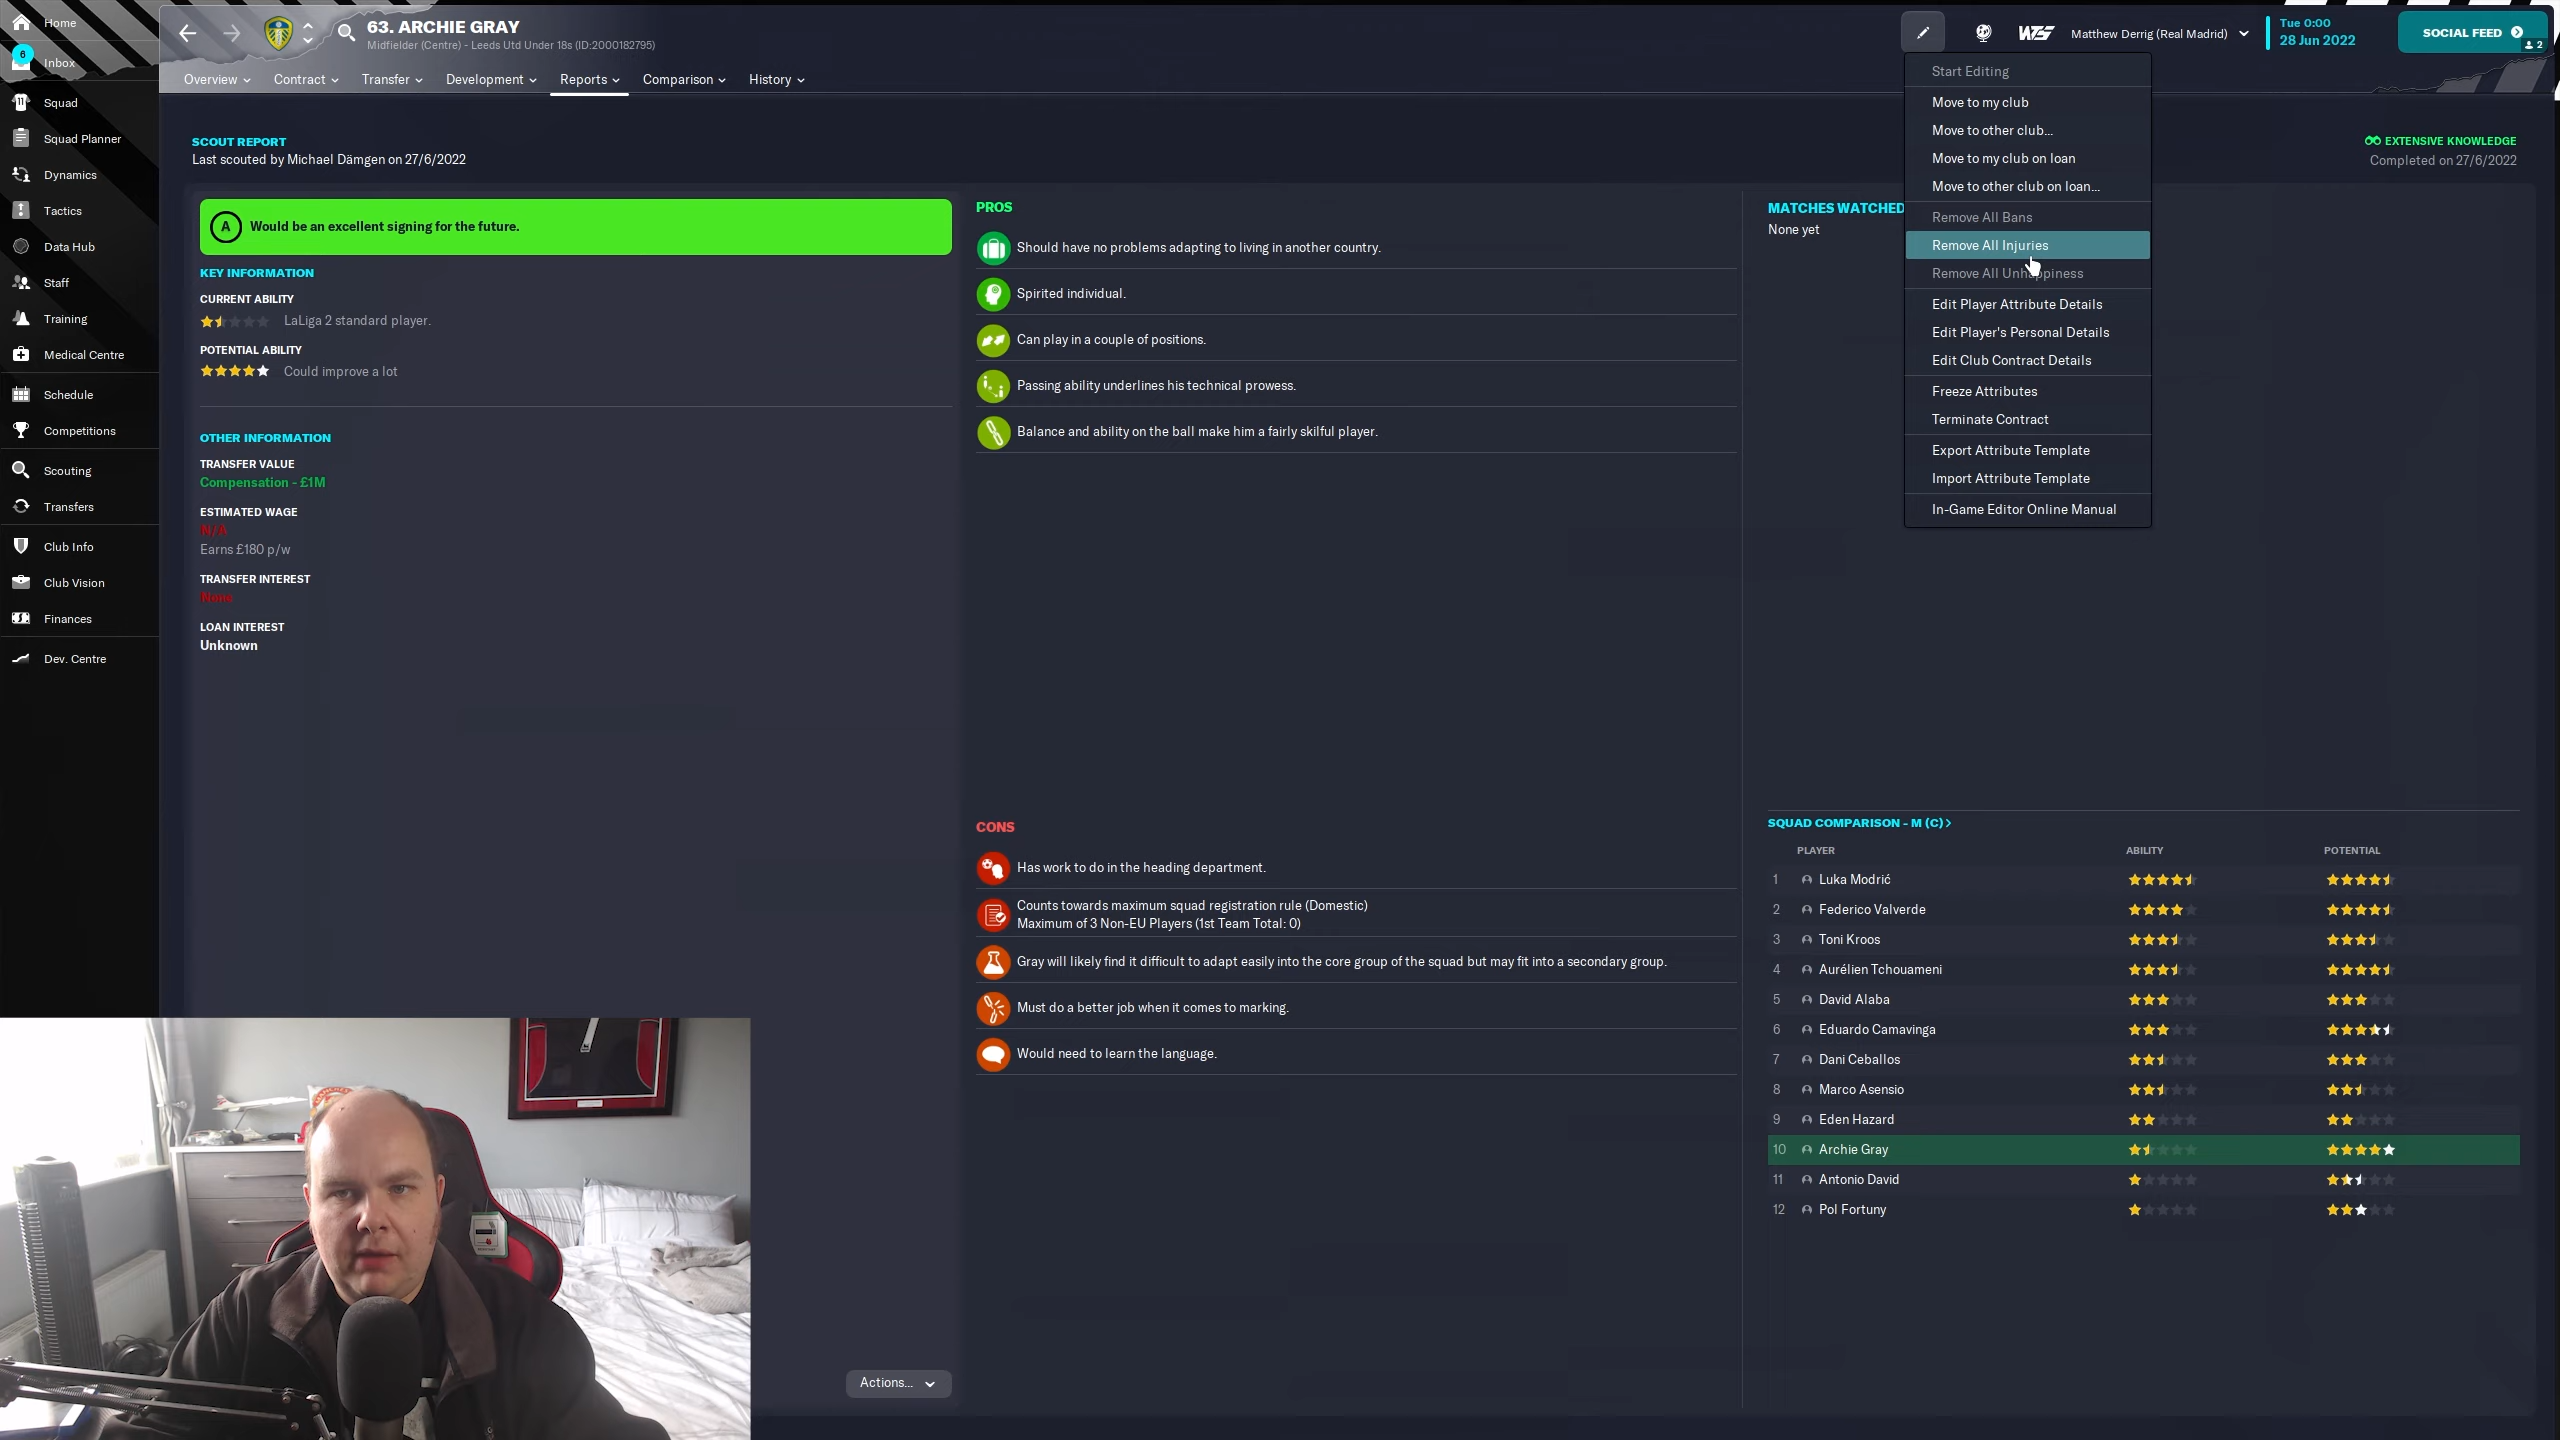 63. ARCHIE GRAY
Midfielder (Centre) - Leeds Utd Under 18s (ID:2000182795)
Matthew Derrig (Real Madrid)
Tue 0:00
28 Jun 2022
SOCIAL FEED
2
Home
6
Inbox
Squad
Squad Planner
Dynamics
Tactics
Data Hub
Staff
Training
Medical Centre
Schedule
Competitions
Scouting
Transfers
Club Info
Club Vision
Finances
Dev. Centre
Overview
Contract
Transfer
Development
Reports
Comparison
History
Start Editing
Move to my club
Move to other club...
Move to my club on loan
Move to other club on loan...
Remove All Bans
Remove All Injuries
Remove All Unhappiness
Edit Player Attribute Details
Edit Player's Personal Details
Edit Club Contract Details
Freeze Attributes
Terminate Contract
Export Attribute Template
Import Attribute Template
In-Game Editor Online Manual
SCOUT REPORT
Last scouted by Michael Dämgen on 27/6/2022
EXTENSIVE KNOWLEDGE
Completed on 27/6/2022
A Would be an excellent signing for the future.
KEY INFORMATION
CURRENT ABILITY
LaLiga 2 standard player.
POTENTIAL ABILITY
Could improve a lot
OTHER INFORMATION
TRANSFER VALUE
Compensation - £1M
ESTIMATED WAGE
N/A
Earns £180 p/w
TRANSFER INTEREST
None
LOAN INTEREST
Unknown
Actions...
PROS
Should have no problems adapting to living in another country.
Spirited individual.
Can play in a couple of positions.
Passing ability underlines his technical prowess.
Balance and ability on the ball make him a fairly skilful player.
CONS
Has work to do in the heading department.
Counts towards maximum squad registration rule (Domestic)
Maximum of 3 Non-EU Players (1st Team Total: 0)
Gray will likely find it difficult to adapt easily into the core group of the squad but may fit into a secondary group.
Must do a better job when it comes to marking.
Would need to learn the language.
MATCHES WATCHED
None yet
SQUAD COMPARISON - M (C) >
PLAYER ABILITY POTENTIAL
1 Luka Modrić
2 Federico Valverde
3 Toni Kroos
4 Aurélien Tchouameni
5 David Alaba
6 Eduardo Camavinga
7 Dani Ceballos
8 Marco Asensio
9 Eden Hazard
10 Archie Gray
11 Antonio David
12 Pol Fortuny